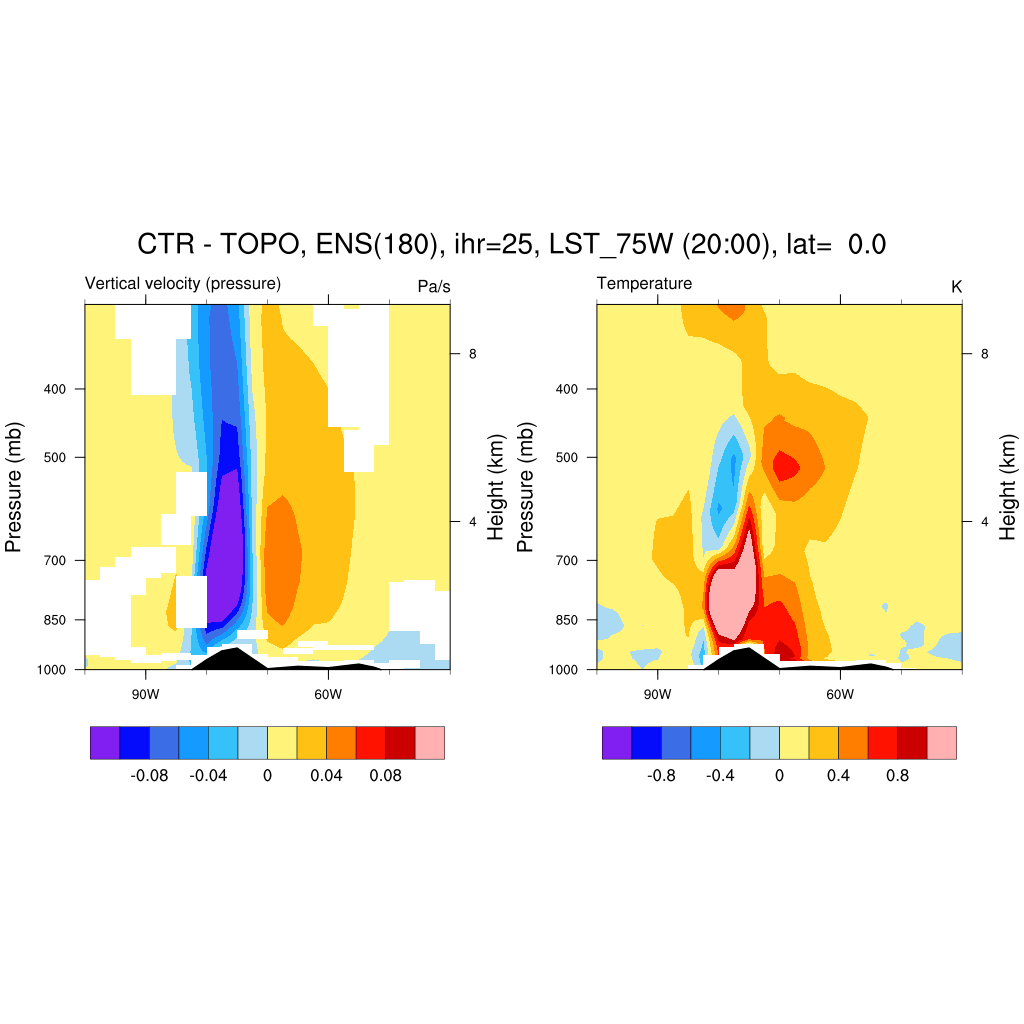 CTR - TOPO, ENS(180), ihr=25, LST_75W (20:00), lat= 0.0
Vertical velocity (pressure) Pa/s
Temperature K
Pressure (mb)
400
500
700
850
1000
8
4
Height (km)
90W 60W
-0.08 -0.04 0 0.04 0.08
Pressure (mb)
400
500
700
850
1000
8
4
Height (km)
90W 60W
-0.8 -0.4 0 0.4 0.8